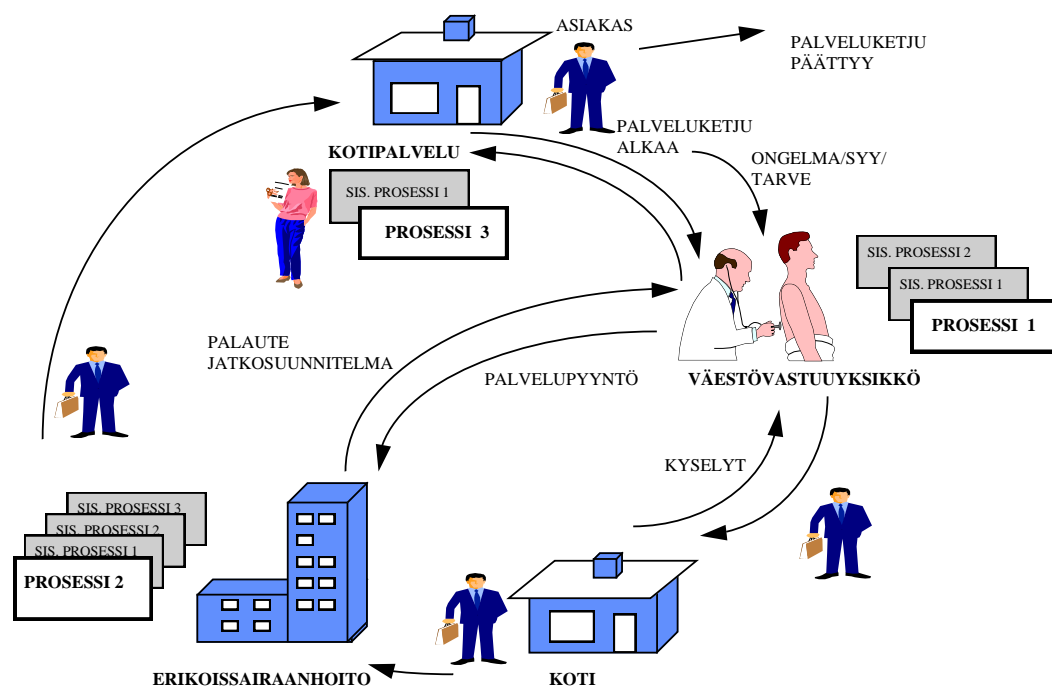 ASIAKAS
PALVELUKETJU
PÄÄTTYY
PALVELUKETJU
ALKAA
ONGELMA/SYY/
TARVE
KOTIPALVELU
SIS. PROSESSI 1
PROSESSI  3
SIS. PROSESSI 2
SIS. PROSESSI 1
PROSESSI  1
PALAUTE
JATKOSUUNNITELMA
PALVELUPYYNTÖ
VÄESTÖVASTUUYKSIKKÖ
KYSELYT
SIS. PROSESSI 3
SIS. PROSESSI 2
SIS. PROSESSI 1
PROSESSI 2
ERIKOISSAIRAANHOITO
KOTI